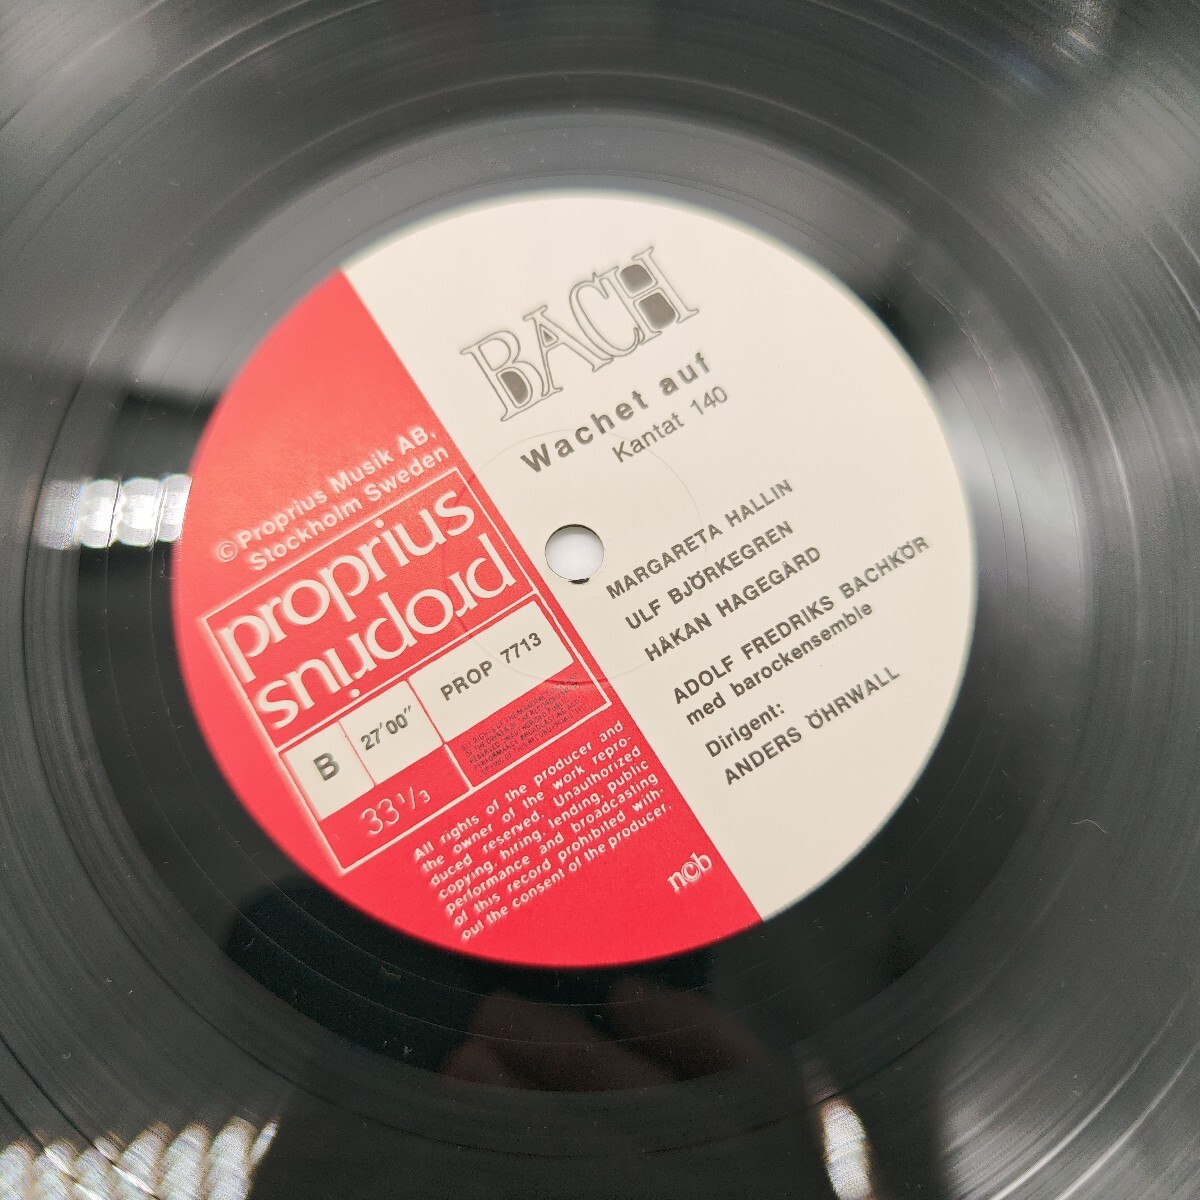 BACH
Wachet auf
Kantat 140
MARGARETA HALLIN
ULF BJÖRKEGREN
HÅKAN HAGEGÅRD
ADOLF FREDRIKS BACHKÖR
med barockensemble
Dirigent:
ANDERS ÖHRWALL
©Proprius Musik AB,
Stockholm Sweden
proprius
proprius
B
27′00″
PROP 7713
33 1/3
All rights of the producer and
the owner of the work repro-
duced reserved. Unauthorized
copying, hiring, lending, public
performance and broadcasting
of this record prohibited with-
out the consent of the producer.
ncb